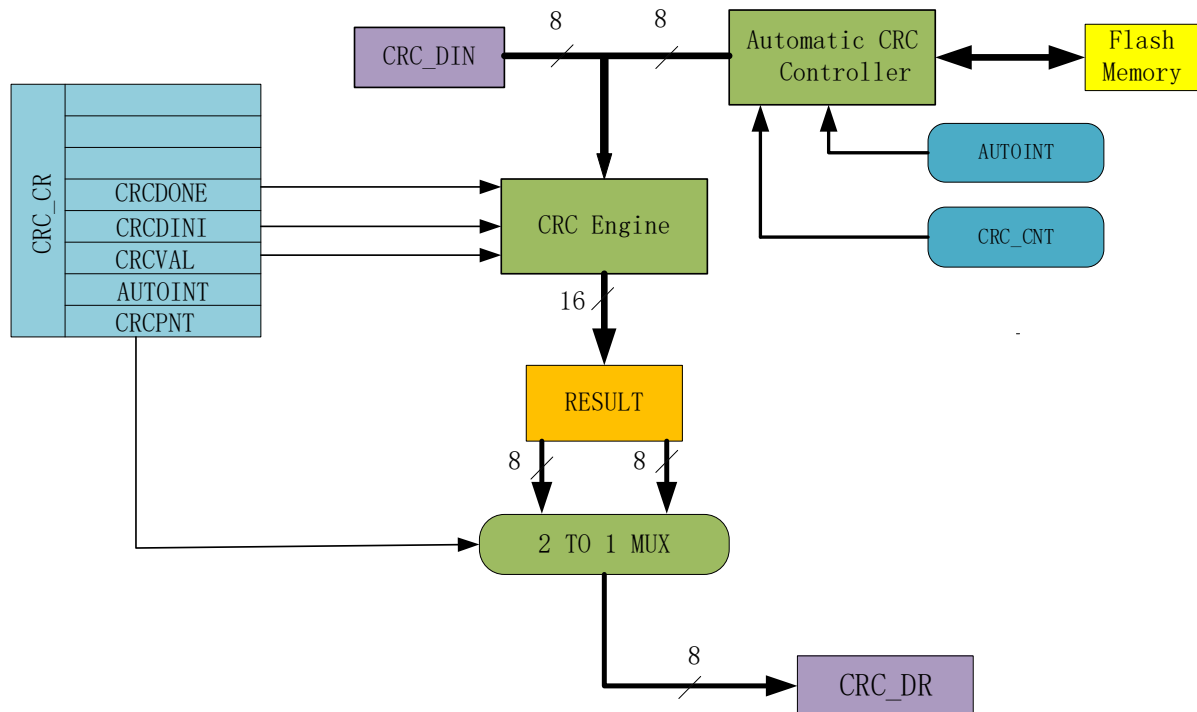 8
8
CRC_DIN
Automatic CRC
Controller
Flash
Memory
AUTOINT
CRC_CNT
CRC_CR
CRCDONE
CRCDINI
CRCVAL
AUTOINT
CRCPNT
CRC Engine
16
RESULT
8
8
2 TO 1 MUX
8
CRC_DR